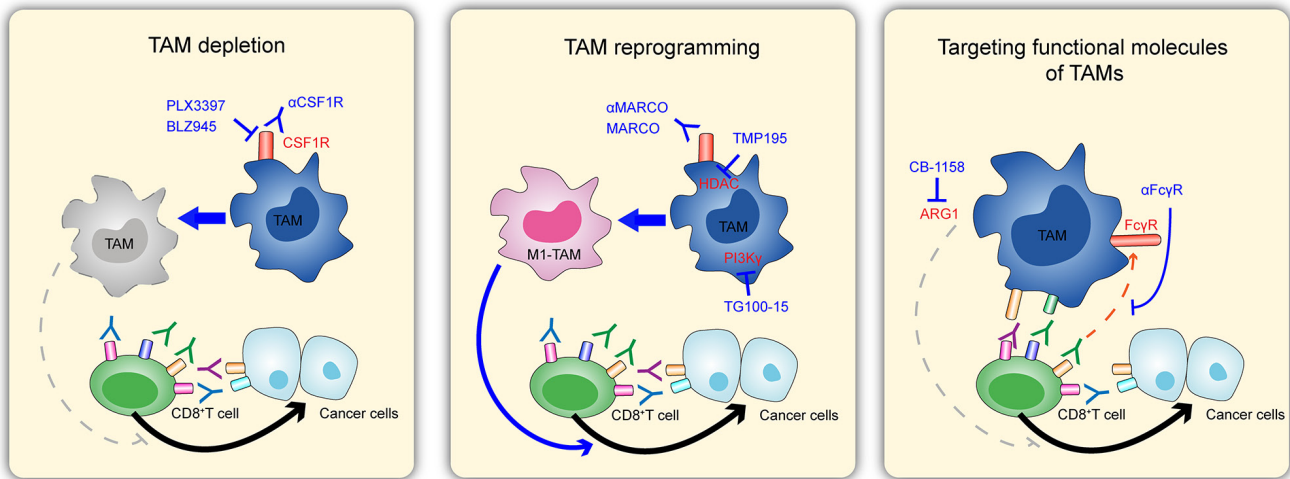 TAM depletion
PLX3397
BLZ945
αCSF1R
CSF1R
TAM
TAM
CD8⁺T cell
Cancer cells
TAM reprogramming
αMARCO
MARCO
TMP195
HDAC
M1-TAM
TAM
PI3Kγ
TG100-15
CD8⁺T cell
Cancer cells
Targeting functional molecules
of TAMs
CB-1158
ARG1
TAM
αFcγR
FcγR
CD8⁺T cell
Cancer cells